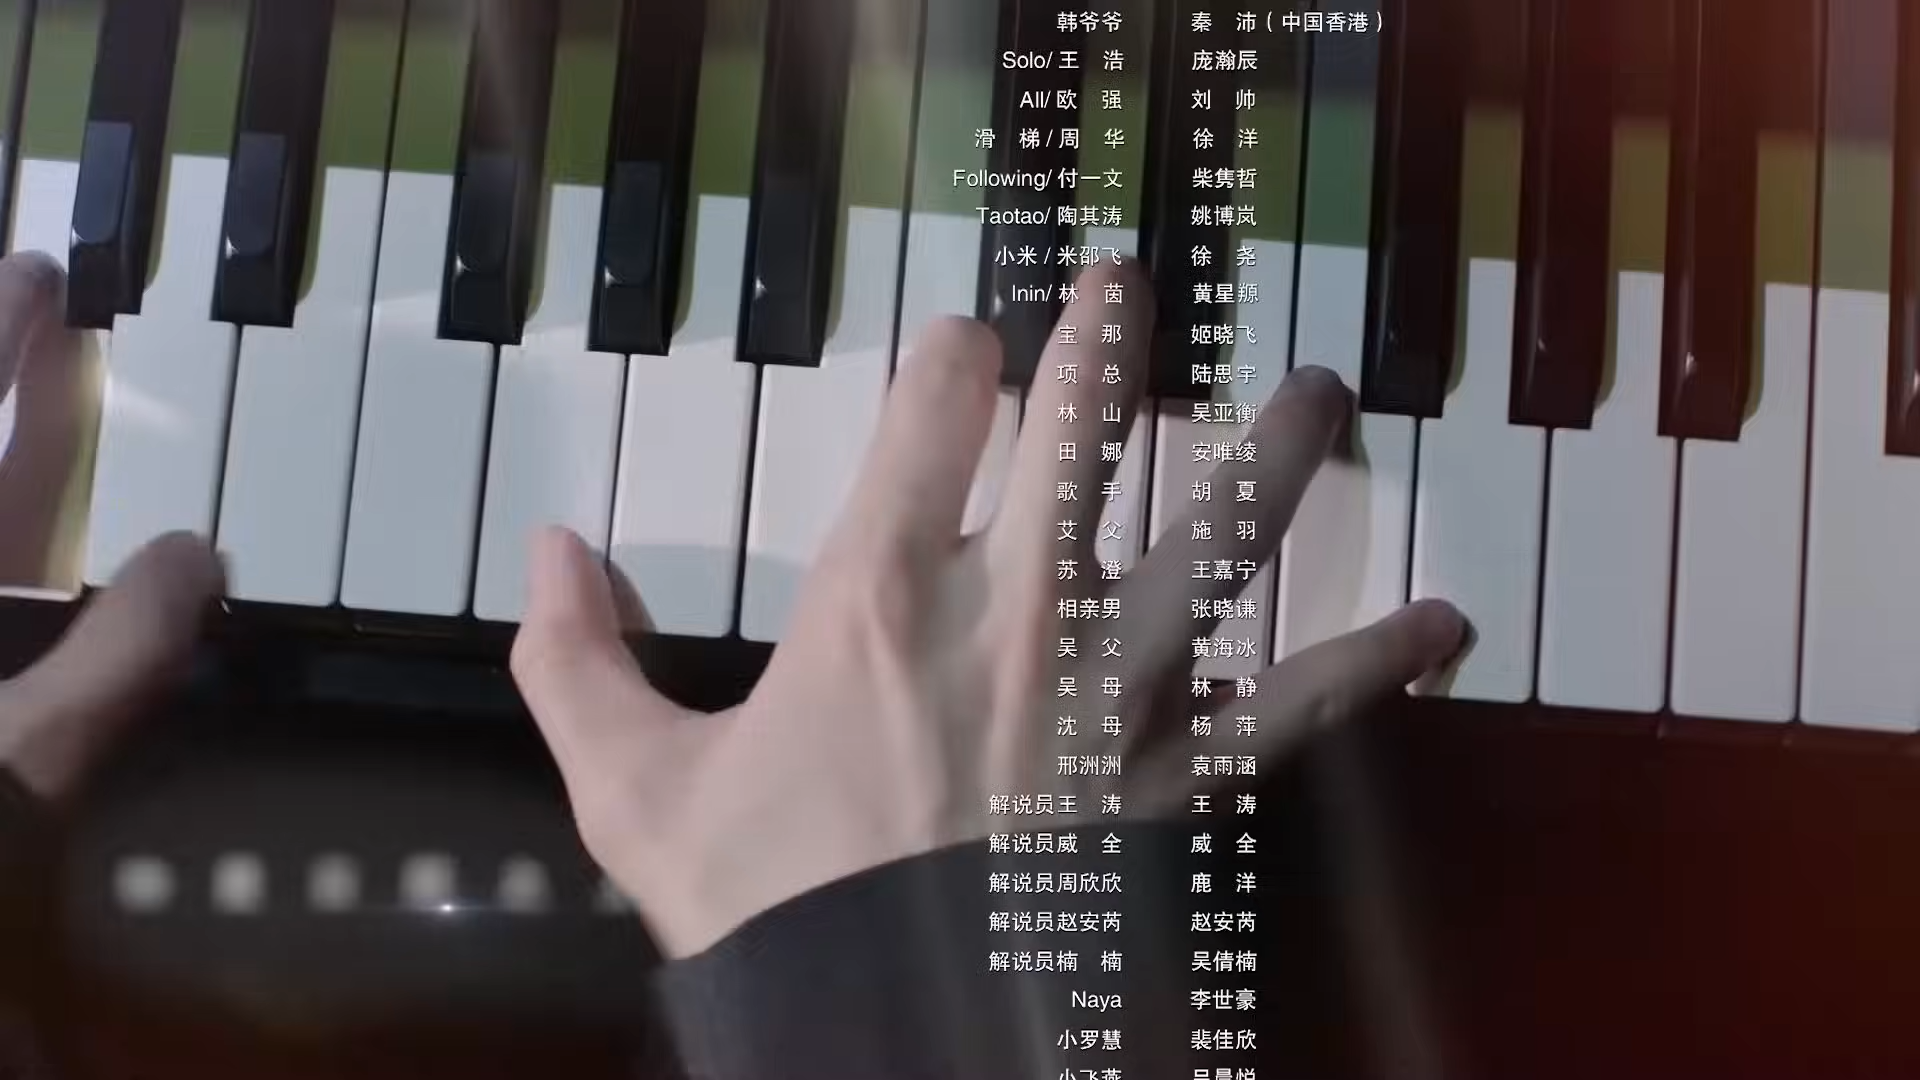 韩爷爷 秦 沛（中国香港）
Solo/ 王 浩 庞瀚辰
All/ 欧 强 刘 帅
滑 梯 / 周 华 徐 洋
Following/ 付一文 柴隽哲
Taotao/ 陶其涛 姚博岚
小米 / 米邵飞 徐 尧
Inin/ 林 茵 黄星羱
宝 那 姬晓飞
项 总 陆思宇
林 山 吴亚衡
田 娜 安唯绫
歌 手 胡 夏
艾 父 施 羽
苏 澄 王嘉宁
相亲男 张晓谦
吴 父 黄海冰
吴 母 林 静
沈 母 杨 萍
邢洲洲 袁雨涵
解说员王 涛 王 涛
解说员威 全 威 全
解说员周欣欣 鹿 洋
解说员赵安芮 赵安芮
解说员楠 楠 吴倩楠
Naya 李世豪
小罗慧 裴佳欣
小飞燕